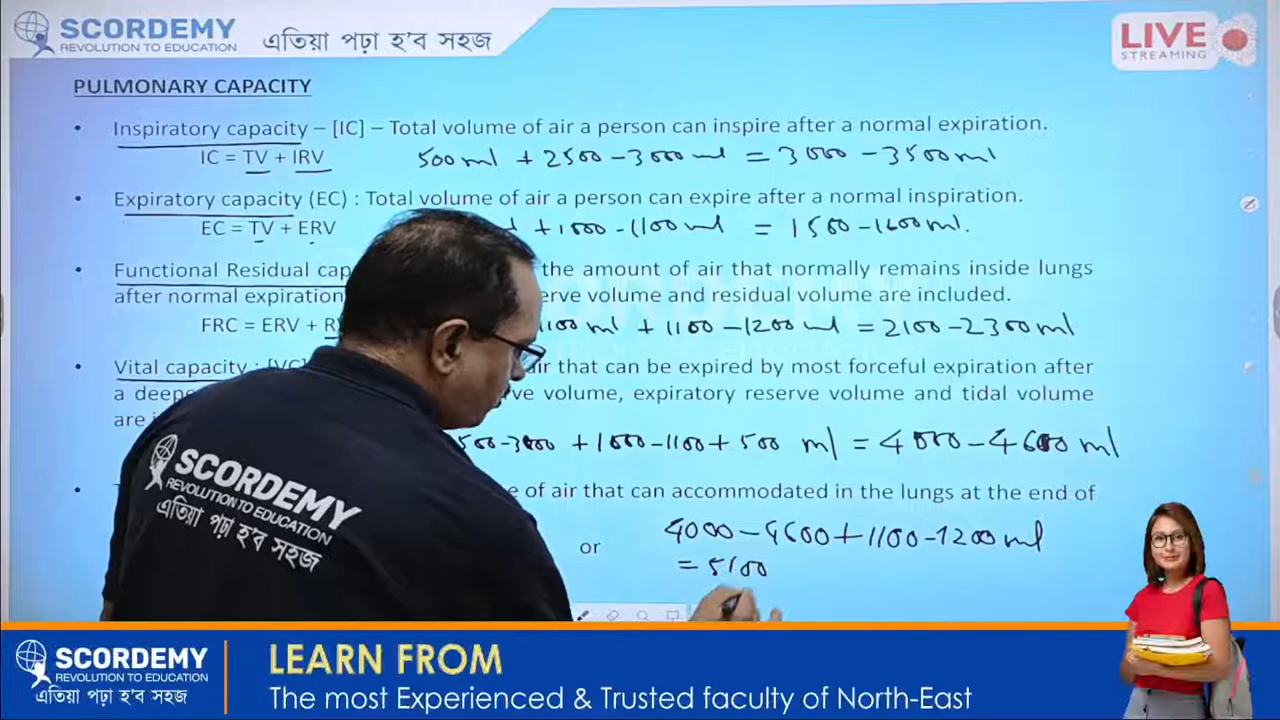 SCORDEMY
REVOLUTION TO EDUCATION
এতিয়া পঢ়া হ'ব সহজ
LIVE
STREAMING
PULMONARY CAPACITY
• Inspiratory capacity – [IC] – Total volume of air a person can inspire after a normal expiration.
IC = TV + IRV 500 ml + 2500 – 3000 ml = 3000 – 3500 ml
• Expiratory capacity (EC) : Total volume of air a person can expire after a normal inspiration.
EC = TV + ERV + 1000 – 1100 ml = 1500 – 1600 ml.
• Functional Residual the amount of air that normally remains inside lungs
after normal expiration volume and residual volume are included.
FRC = ERV + 1100 ml + 1100 – 1200 ml = 2100 – 2300 ml
• Vital capacity : that can be expired by most forceful expiration after
a volume, expiratory reserve volume and tidal volume
are
3000 + 1000 – 1100 + 500 ml = 4000 – 4600 ml
• of air that can accommodated in the lungs at the end of
or 4000 – 4600 + 1100 – 1200 ml
= 5100
SCORDEMY
REVOLUTION TO EDUCATION
এতিয়া পঢ়া হ'ব সহজ
SCORDEMY
REVOLUTION TO EDUCATION
এতিয়া পঢ়া হ'ব সহজ
LEARN FROM
The most Experienced & Trusted faculty of North-East